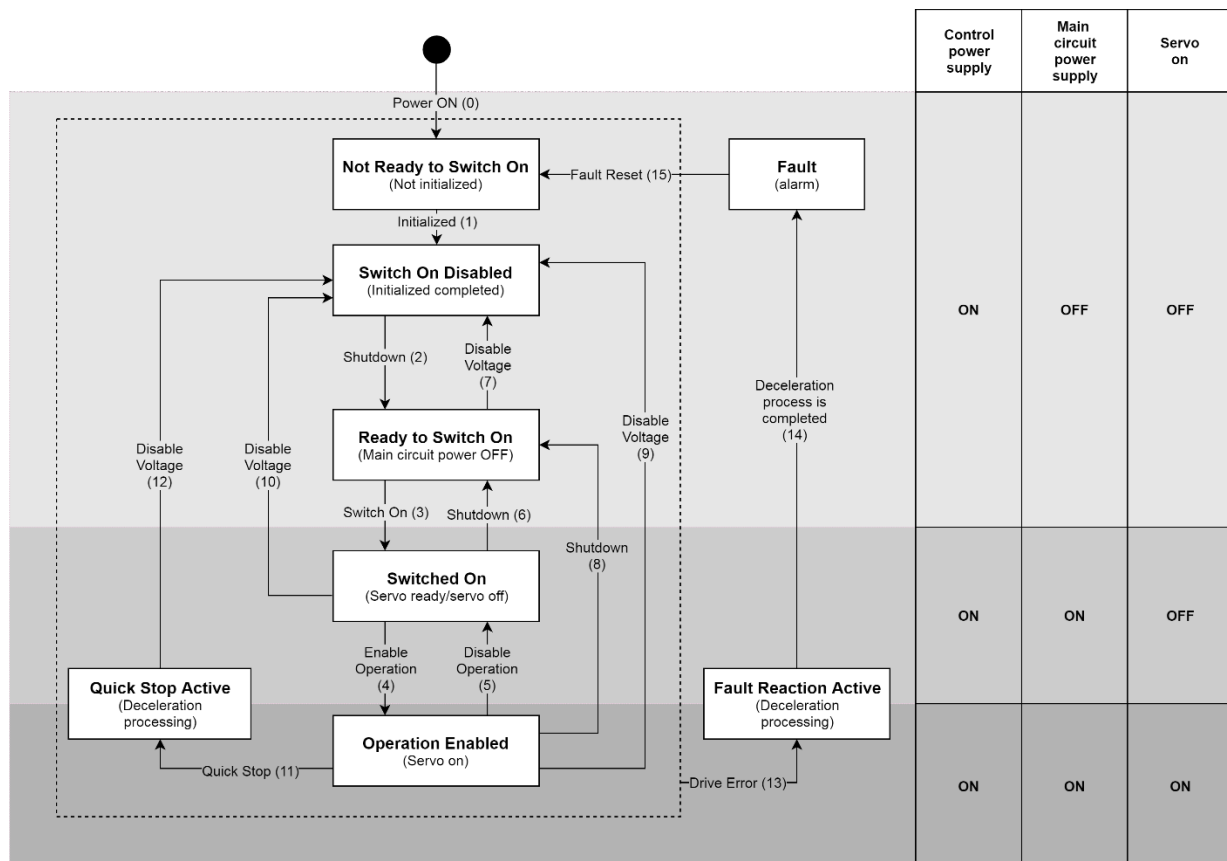 Control
power
supply
Main
circuit
power
supply
Servo
on
Power ON (0)
Not Ready to Switch On
(Not initialized)
Fault Reset (15)
Fault
(alarm)
Initialized (1)
Switch On Disabled
(Initialized completed)
ON
OFF
OFF
Shutdown (2)
Disable
Voltage
(7)
Deceleration
process is
completed
(14)
Disable
Voltage
(12)
Disable
Voltage
(10)
Ready to Switch On
(Main circuit power OFF)
Disable
Voltage
(9)
Switch On (3)
Shutdown (6)
Shutdown
(8)
Switched On
(Servo ready/servo off)
ON
ON
OFF
Enable
Operation
(4)
Disable
Operation
(5)
Quick Stop Active
(Deceleration
processing)
Fault Reaction Active
(Deceleration
processing)
Operation Enabled
(Servo on)
Quick Stop (11)
Drive Error (13)
ON
ON
ON